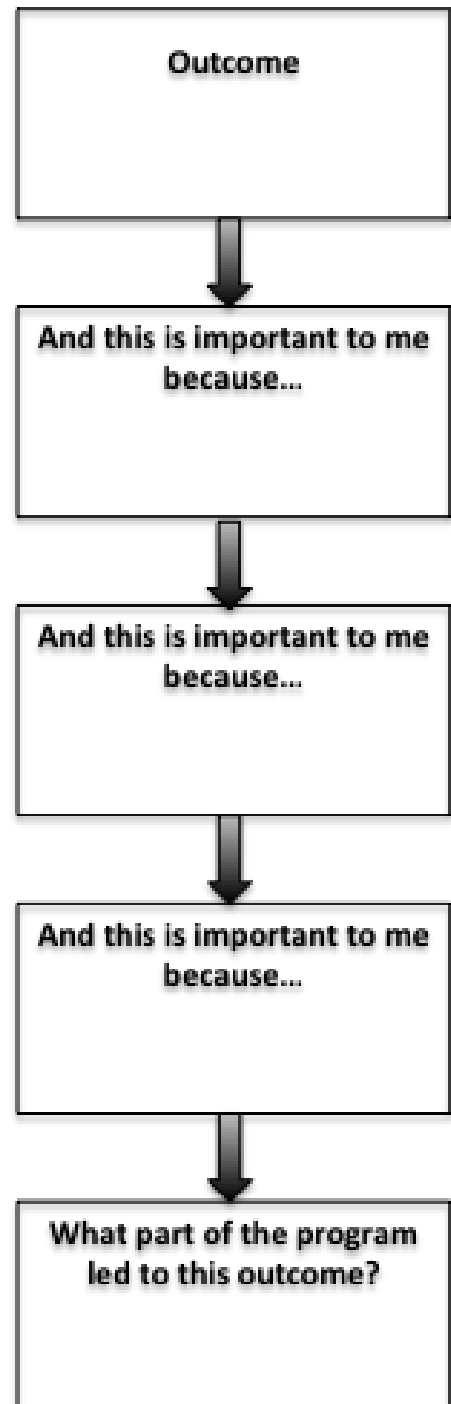 Outcome
And this is important to me
because...
And this is important to me
because...
And this is important to me
because...
What part of the program
led to this outcome?